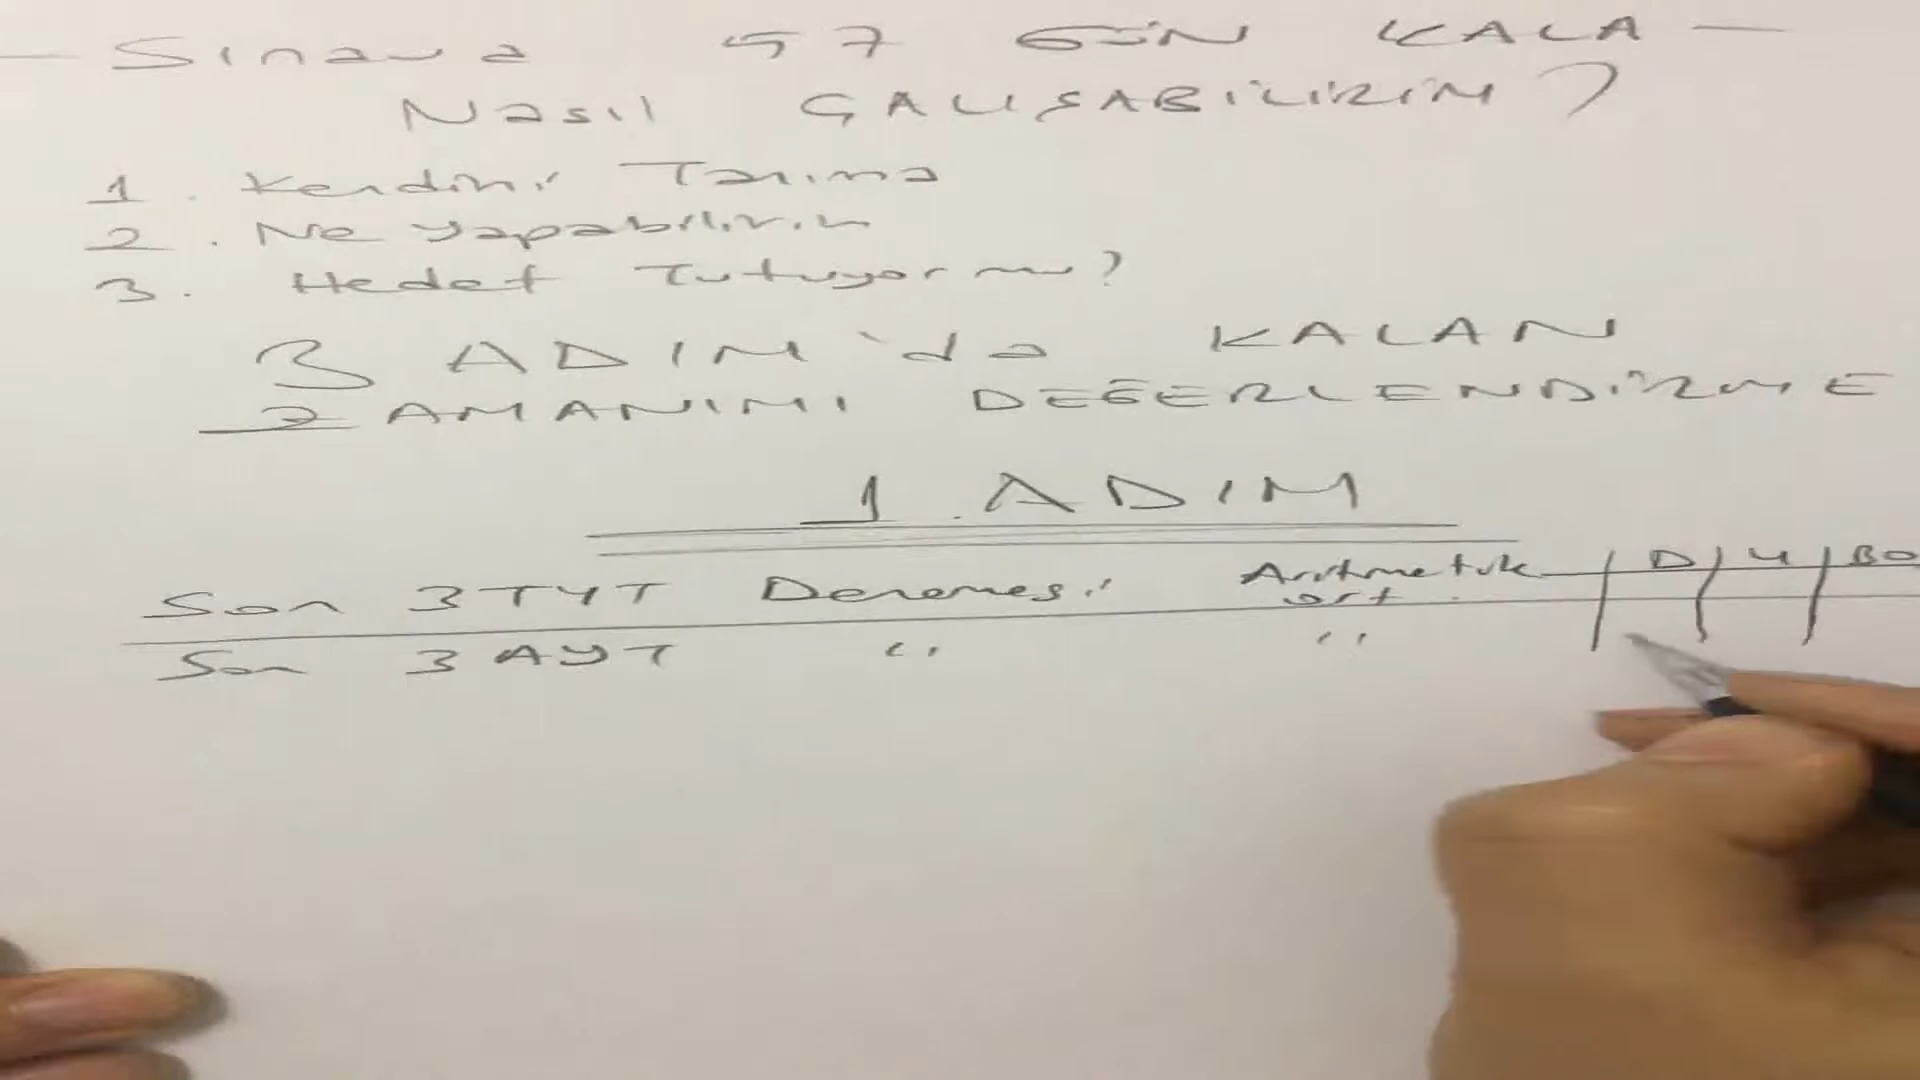 — Sınava 57 GÜN KALA —
Nasıl ÇALIŞABİLİRİM?
1. Kendini Tanıma
2. Ne yapabilirim
3. Hedef Tutuyor mu?
3 ADIM'da KALAN
ZAMANIMI DEĞERLENDİRME
1. ADIM
Son 3 TYT Denemesi Aritmetik ort. D Y BO
Son 3 AYT " "